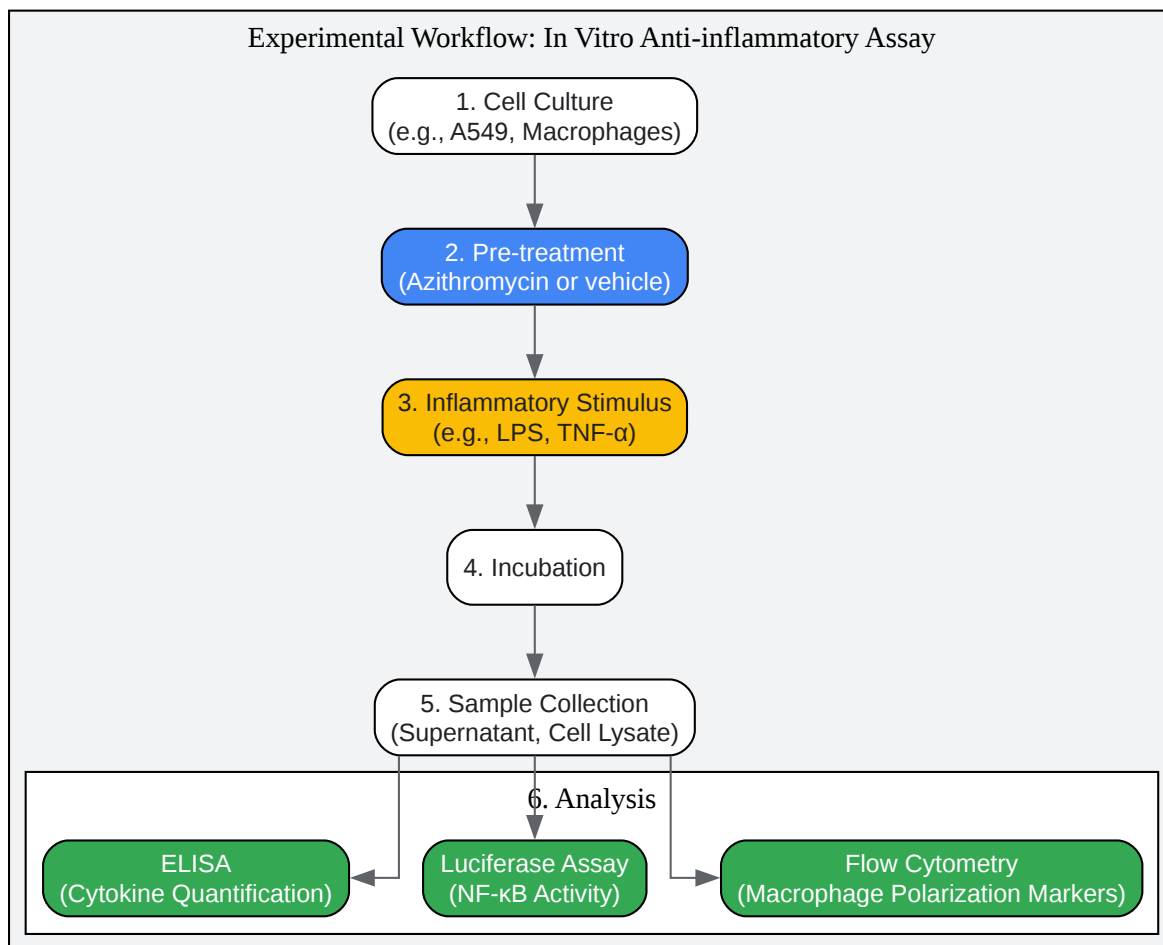 Experimental Workflow: In Vitro Anti-inflammatory Assay
1. Cell Culture
(e.g., A549, Macrophages)
2. Pre-treatment
(Azithromycin or vehicle)
3. Inflammatory Stimulus
(e.g., LPS, TNF-α)
4. Incubation
5. Sample Collection
(Supernatant, Cell Lysate)
6. Analysis
ELISA
(Cytokine Quantification)
Luciferase Assay
(NF-κB Activity)
Flow Cytometry
(Macrophage Polarization Markers)